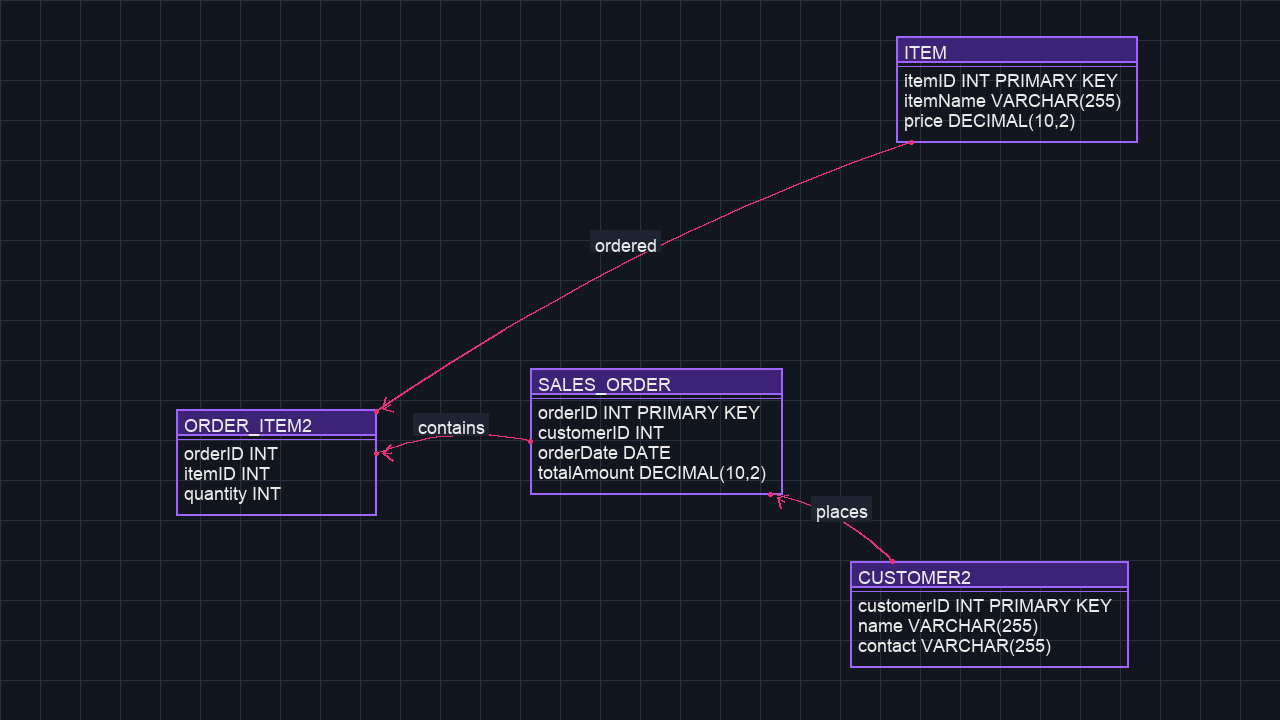 ITEM
itemID INT PRIMARY KEY
itemName VARCHAR(255)
price DECIMAL(10,2)
ordered
SALES_ORDER
orderID INT PRIMARY KEY
customerID INT
orderDate DATE
totalAmount DECIMAL(10,2)
contains
ORDER_ITEM2
orderID INT
itemID INT
quantity INT
places
CUSTOMER2
customerID INT PRIMARY KEY
name VARCHAR(255)
contact VARCHAR(255)